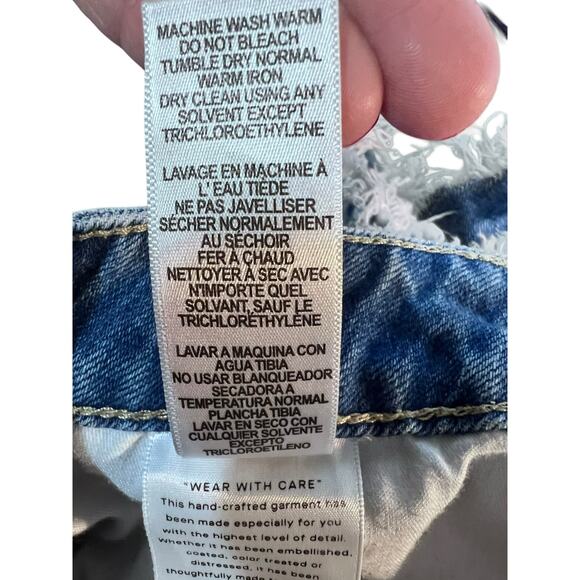 MACHINE WASH WARM
DO NOT BLEACH
TUMBLE DRY NORMAL
WARM IRON
DRY CLEAN USING ANY
SOLVENT EXCEPT
TRICHLOROETHYLENE
LAVAGE EN MACHINE À
L' EAU TIÈDE
NE PAS JAVELLISER
SÉCHER NORMALEMENT
AU SÉCHOIR
FER À CHAUD
NETTOYER À SEC AVEC
N'IMPORTE QUEL
SOLVANT, SAUF LE
TRICHLORÉTHYLÈNE
LAVAR A MAQUINA CON
AGUA TIBIA
NO USAR BLANQUEADOR
SECADORA A
TEMPERATURA NORMAL
PLANCHA TIBIA
LAVAR EN SECO CON
CUALQUIER SOLVENTE
EXCEPTO
TRICLOROETILENO
"WEAR WITH CARE"
This hand-crafted garment has
been made especially for you
with the highest level of detail.
Whether it has been embellished,
coated, color treated or
distressed, it has been
thoughtfully made